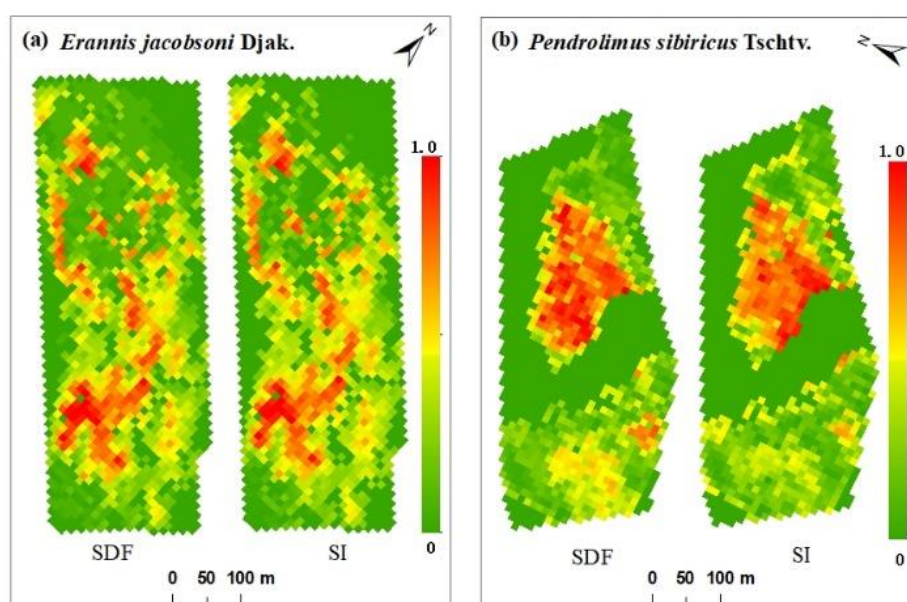 (a) Erannis jacobsoni Djak.
N
1.0
0
SDF
SI
0 50 100 m
(b) Pendrolimus sibiricus Tschtv.
N
1.0
0
SDF
SI
0 50 100 m